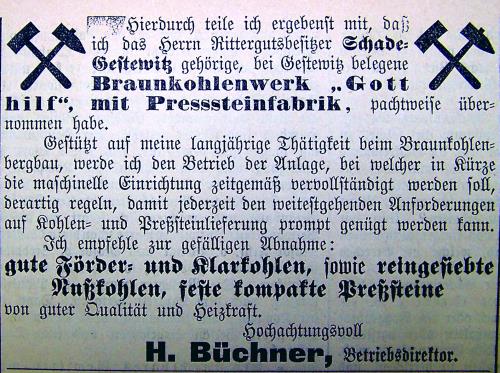 Hierdurch teile ich ergebenst mit, daß
ich das Herrn Rittergutsbesitzer Schade-
Gestewitz gehörige, bei Gestewitz belegene
Braunkohlenwerk „Gott
hilf“, mit Presssteinfabrik, pachtweise über-
nommen habe.
Gestützt auf meine langjährige Thätigkeit beim Braunkohlen-
bergbau, werde ich den Betrieb der Anlage, bei welcher in Kürze
die maschinelle Einrichtung zeitgemäß vervollständigt werden soll,
derartig regeln, damit jederzeit den weitestgehenden Anforderungen
auf Kohlen- und Preßsteinlieferung prompt genügt werden kann.
Ich empfehle zur gefälligen Abnahme:
gute Förder- und Klarkohlen, sowie reingesiebte
Nußkohlen, feste kompakte Preßsteine
von guter Qualität und Heizkraft.
Hochachtungsvoll
H. Büchner, Betriebsdirektor.